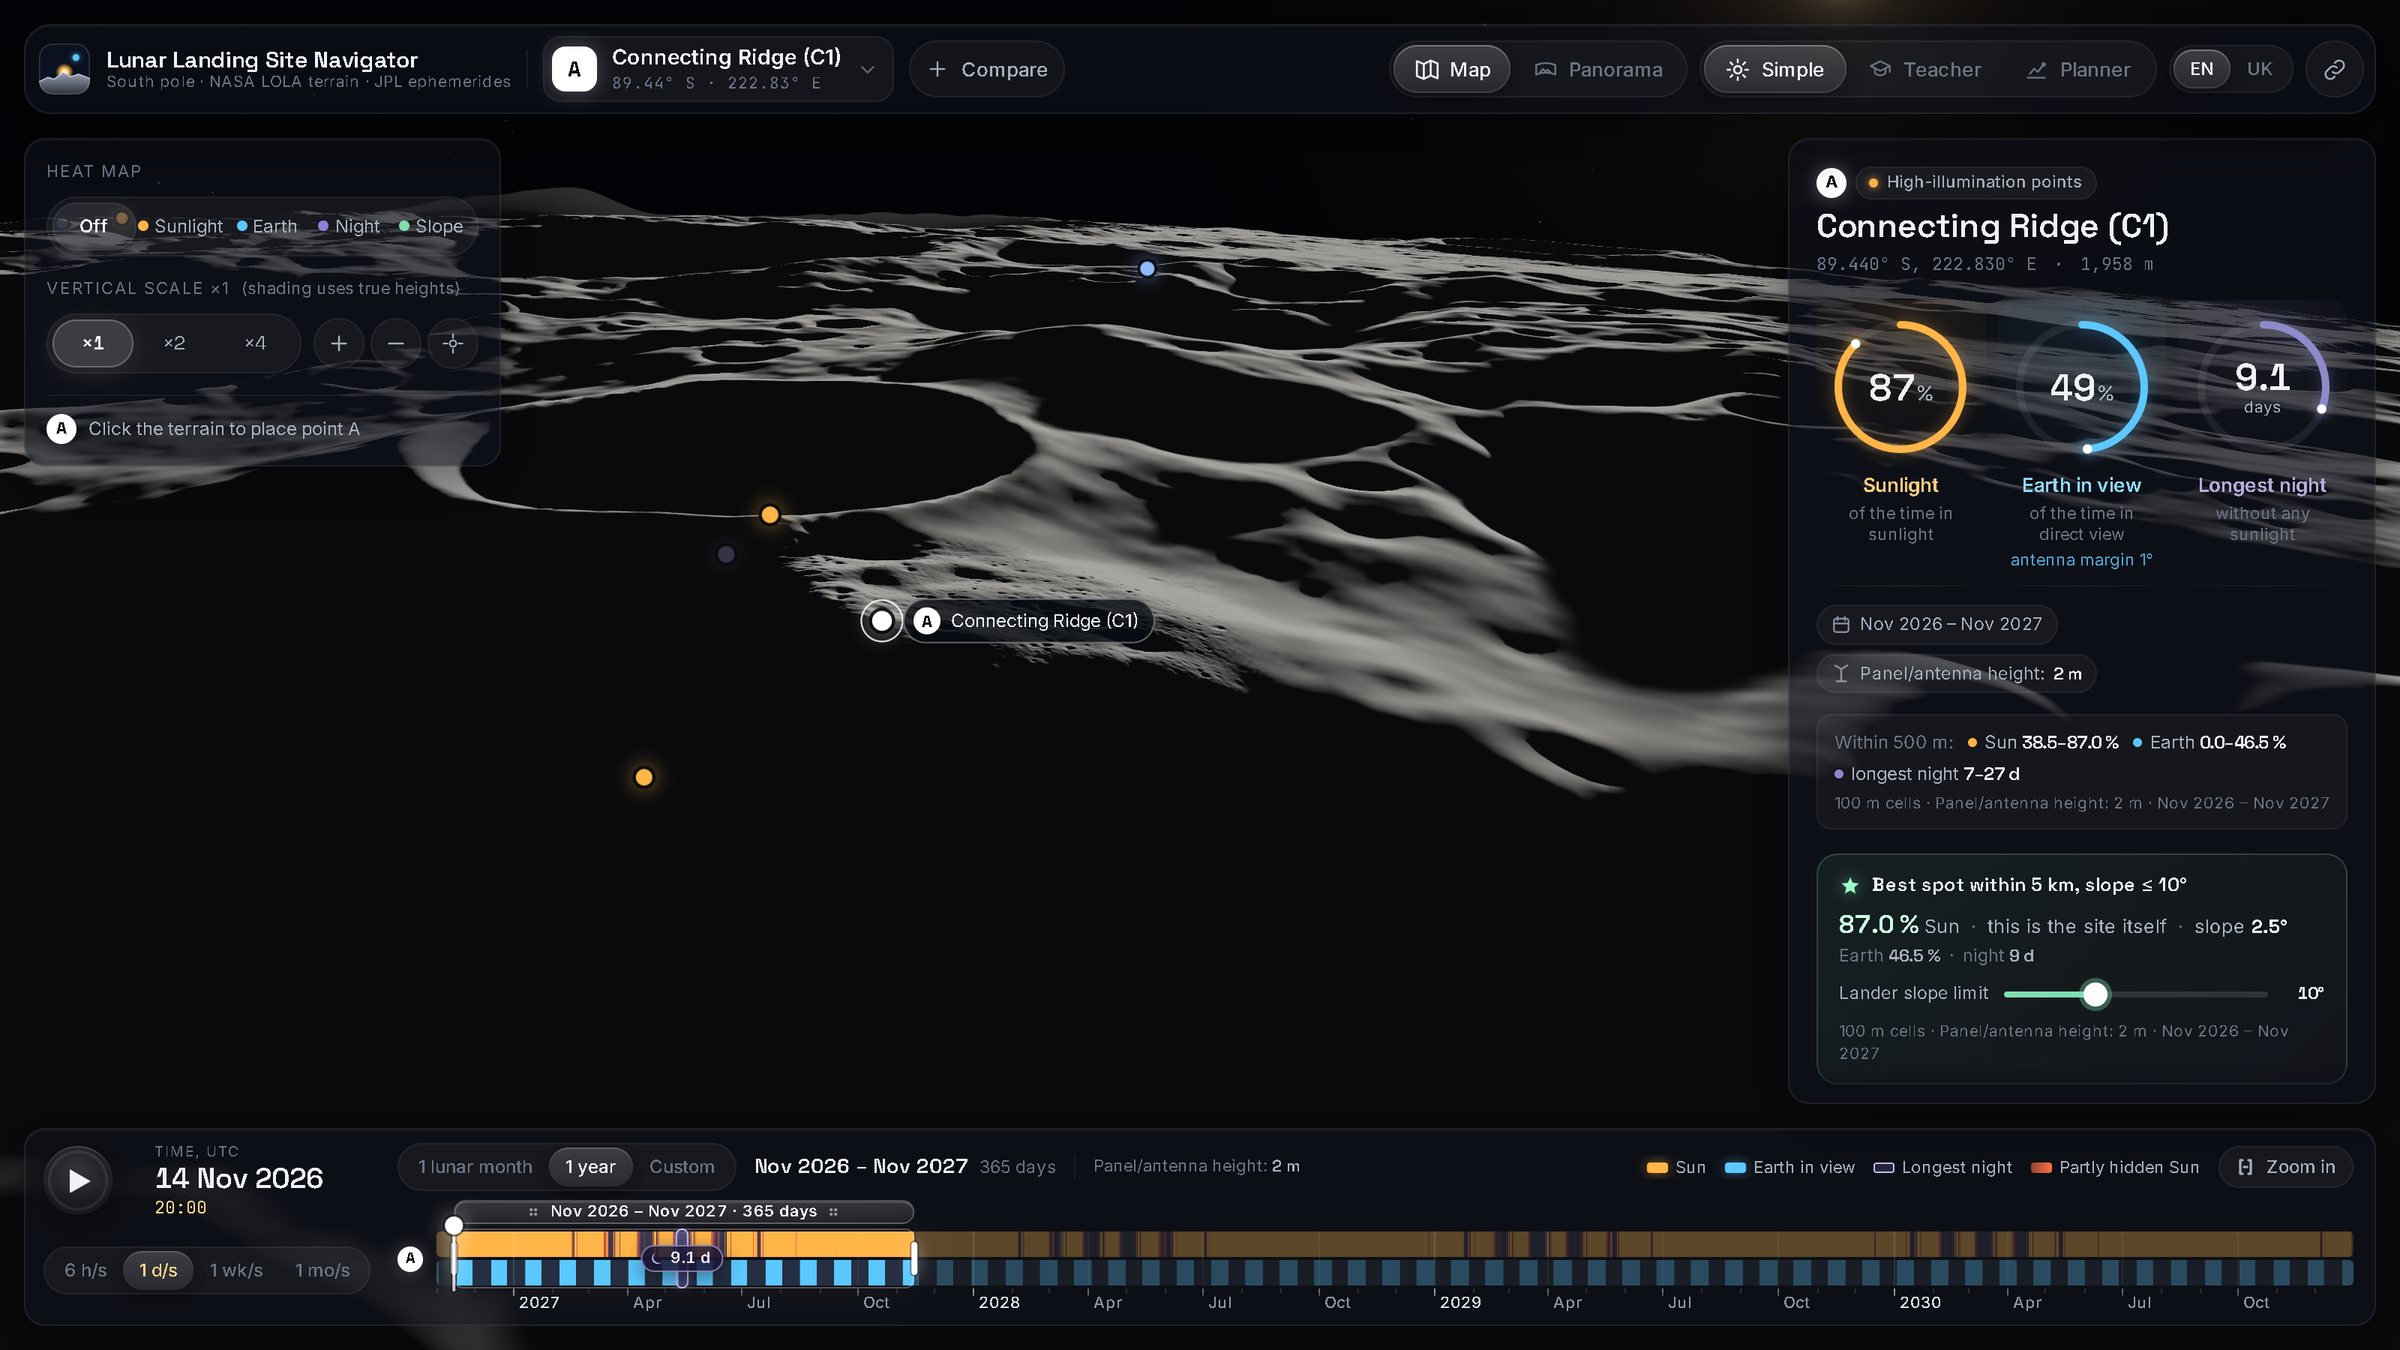 Lunar Landing Site Navigator
South pole · NASA LOLA terrain · JPL ephemerides
A
Connecting Ridge (C1)
89.44° S · 222.83° E
+ Compare
Map
Panorama
Simple
Teacher
Planner
EN
UK
HEAT MAP
Off
Sunlight
Earth
Night
Slope
VERTICAL SCALE ×1 (shading uses true heights)
×1
×2
×4
+
−
A Click the terrain to place point A
A Connecting Ridge (C1)
A High-illumination points
Connecting Ridge (C1)
89.440° S, 222.830° E · 1,958 m
87%
49%
9.1
days
Sunlight
of the time in
sunlight
Earth in view
of the time in
direct view
antenna margin 1°
Longest night
without any
sunlight
Nov 2026 – Nov 2027
Panel/antenna height: 2 m
Within 500 m: Sun 38.5–87.0 % Earth 0.0–46.5 %
longest night 7–27 d
100 m cells · Panel/antenna height: 2 m · Nov 2026 – Nov 2027
Best spot within 5 km, slope ≤ 10°
87.0 % Sun · this is the site itself · slope 2.5°
Earth 46.5 % · night 9 d
Lander slope limit 10°
100 m cells · Panel/antenna height: 2 m · Nov 2026 – Nov
2027
TIME, UTC
14 Nov 2026
20:00
6 h/s
1 d/s
1 wk/s
1 mo/s
1 lunar month
1 year
Custom
Nov 2026 – Nov 2027 365 days
Panel/antenna height: 2 m
Sun
Earth in view
Longest night
Partly hidden Sun
Zoom in
Nov 2026 – Nov 2027 · 365 days
A
9.1 d
2027 Apr Jul Oct 2028 Apr Jul Oct 2029 Apr Jul Oct 2030 Apr Jul Oct